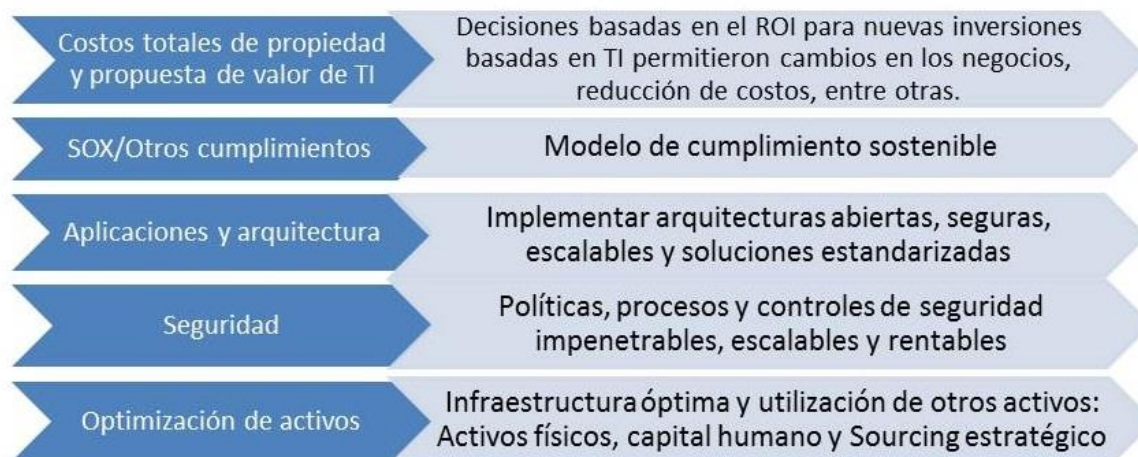 Costos totales de propiedad
y propuesta de valor de TI
Decisiones basadas en el ROI para nuevas inversiones
basadas en TI permitieron cambios en los negocios,
reducción de costos, entre otras.
SOX/Otros cumplimientos
Modelo de cumplimiento sostenible
Aplicaciones y arquitectura
Implementar arquitecturas abiertas, seguras,
escalables y soluciones estandarizadas
Seguridad
Políticas, procesos y controles de seguridad
impenetrables, escalables y rentables
Optimización de activos
Infraestructura óptima y utilización de otros activos:
Activos físicos, capital humano y Sourcing estratégico